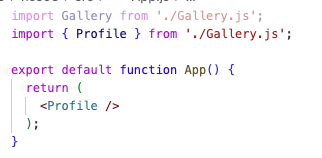 import Gallery from './Gallery.js';
import { Profile } from './Gallery.js';
export default function App() {
  return (
    <Profile />
  );
}